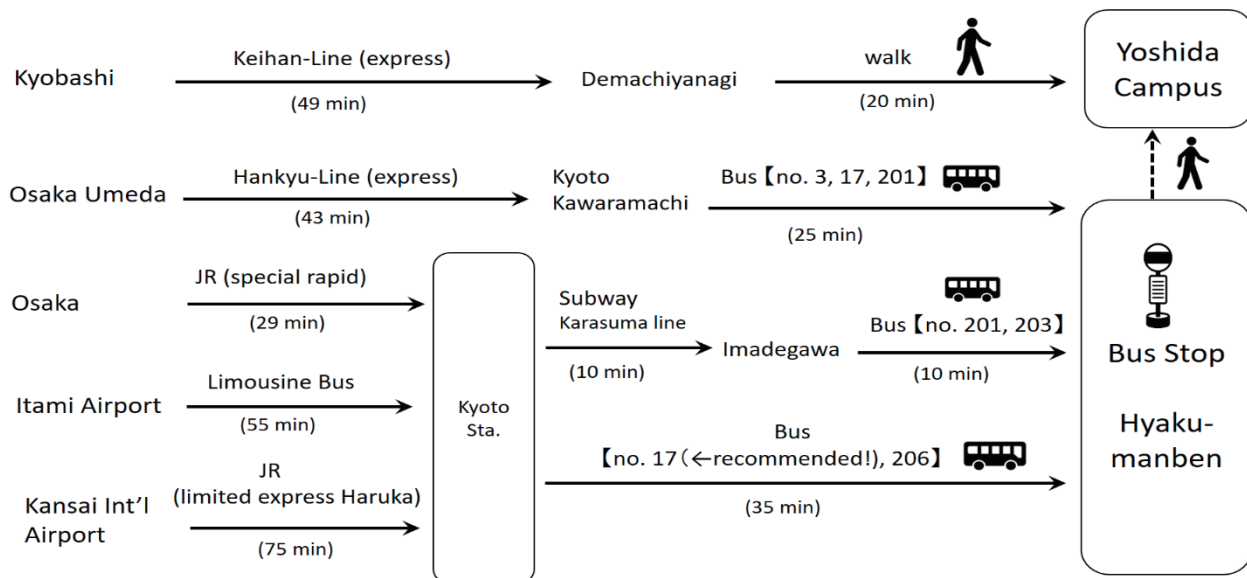 Keihan-Line (express)
Kyobashi
(49 min)
Demachiyanagi
walk
(20 min)
Yoshida
Campus
Hankyu-Line (express)
Osaka Umeda
(43 min)
Kyoto
Kawaramachi
Bus【no. 3, 17, 201】
(25 min)
JR (special rapid)
Osaka
(29 min)
Limousine Bus
Itami Airport
(55 min)
JR
(limited express Haruka)
Kansai Int’l
Airport
(75 min)
Kyoto
Sta.
Subway
Karasuma line
(10 min)
Imadegawa
Bus【no. 201, 203】
(10 min)
Bus
【no. 17（←recommended!), 206】
(35 min)
Bus Stop
Hyaku-
manben